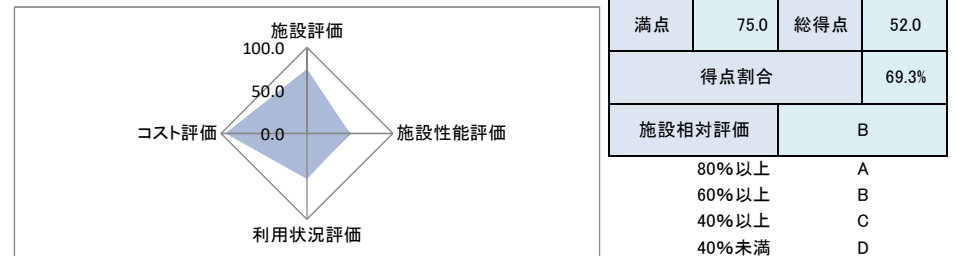 施設評価
100.0
50.0
コスト評価
0.0
施設性能評価
利用状況評価
満点 75.0 総得点 52.0
得点割合 69.3%
施設相対評価 B
80%以上 A
60%以上 B
40%以上 C
40%未満 D